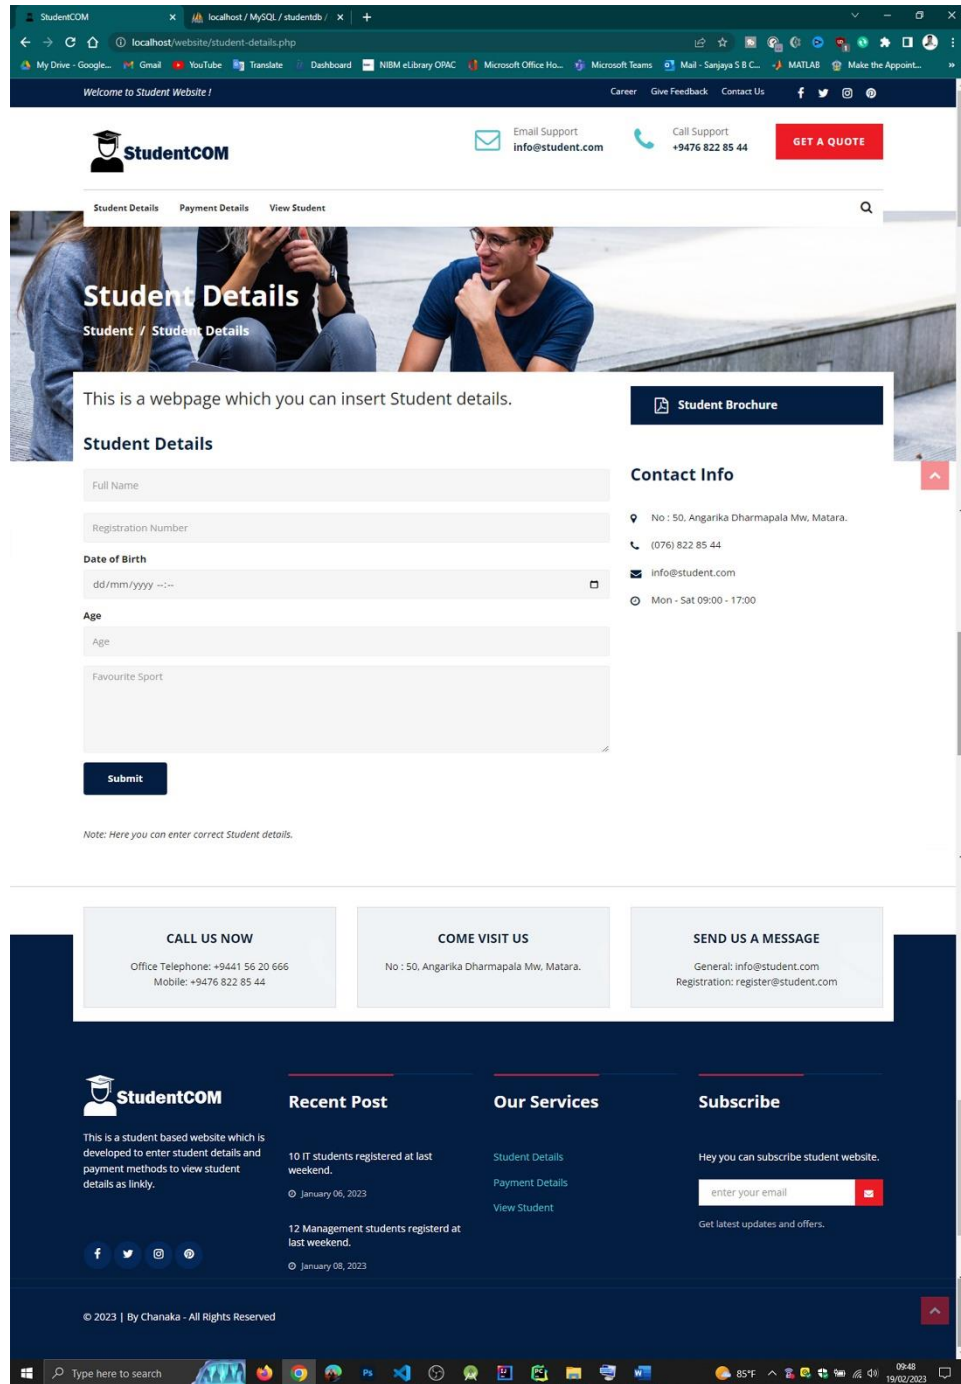 StudentCOM
localhost / MySQL / studentdb /
localhost/website/student-details.php
My Drive - Google...
Gmail
YouTube
Translate
Dashboard
NIBM eLibrary OPAC
Microsoft Office Ho...
Microsoft Teams
Mail - Sanjaya S B C...
MATLAB
Make the Appoint...
Welcome to Student Website !
Career
Give Feedback
Contact Us
StudentCOM
Email Support
info@student.com
Call Support
+9476 822 85 44
GET A QUOTE
Student Details
Payment Details
View Student
Student Details
Student / Student Details
This is a webpage which you can insert Student details.
Student Details
Full Name
Registration Number
Date of Birth
dd/mm/yyyy --:--
Age
Age
Favourite Sport
Submit
Note: Here you can enter correct Student details.
Student Brochure
Contact Info
No : 50, Angarika Dharmapala Mw, Matara.
(076) 822 85 44
info@student.com
Mon - Sat 09:00 - 17:00
CALL US NOW
Office Telephone: +9441 56 20 666
Mobile: +9476 822 85 44
COME VISIT US
No : 50, Angarika Dharmapala Mw, Matara.
SEND US A MESSAGE
General: info@student.com
Registration: register@student.com
StudentCOM
This is a student based website which is
developed to enter student details and
payment methods to view student
details as linkly.
Recent Post
10 IT students registered at last
weekend.
January 06, 2023
12 Management students registerd at
last weekend.
January 08, 2023
Our Services
Student Details
Payment Details
View Student
Subscribe
Hey you can subscribe student website.
enter your email
Get latest updates and offers.
© 2023 | By Chanaka - All Rights Reserved
Type here to search
85°F
09:48
19/02/2023